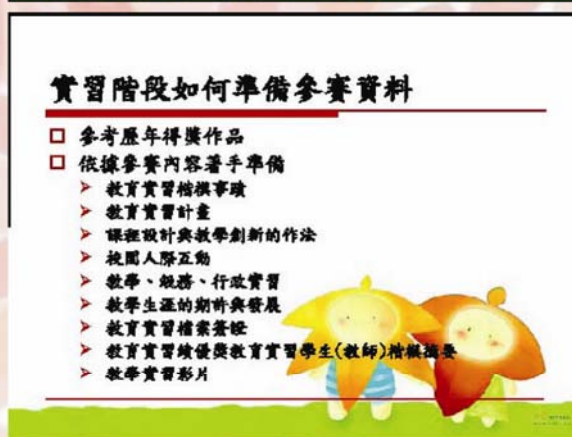 實習階段如何準備參賽資料
參考歷年得獎作品
依據參賽內容著手準備
教育實習楷模事蹟
教育實習計畫
課程設計與教學創新的作法
校園人際互動
教學、級務、行政實習
教學生涯的期許與發展
教育實習檔案簽證
教育實習績優獎教育實習學生(教師)楷模摘要
教學實習影片